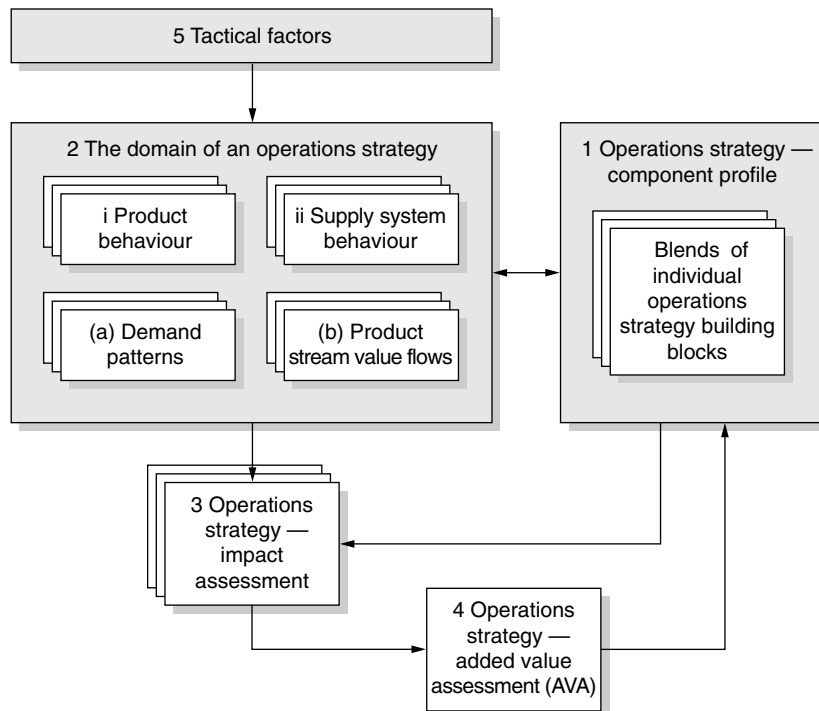 5 Tactical factors
2 The domain of an operations strategy
i Product
behaviour
ii Supply system
behaviour
(a) Demand
patterns
(b) Product
stream value flows
1 Operations strategy —
component profile
Blends of
individual
operations
strategy building
blocks
3 Operations
strategy —
impact
assessment
4 Operations
strategy —
added value
assessment (AVA)